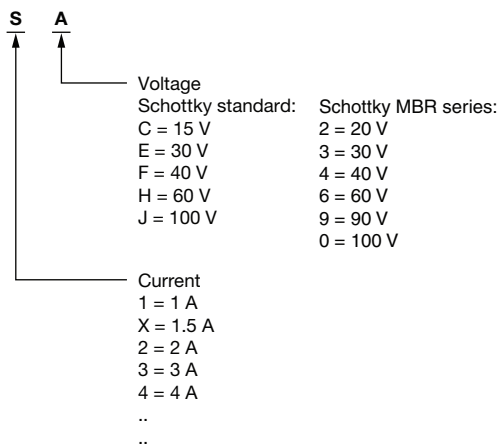 S A
Voltage
Schottky standard: Schottky MBR series:
C = 15 V 2 = 20 V
E = 30 V 3 = 30 V
F = 40 V 4 = 40 V
H = 60 V 6 = 60 V
J = 100 V 9 = 90 V
0 = 100 V
Current
1 = 1 A
X = 1.5 A
2 = 2 A
3 = 3 A
4 = 4 A
..
..